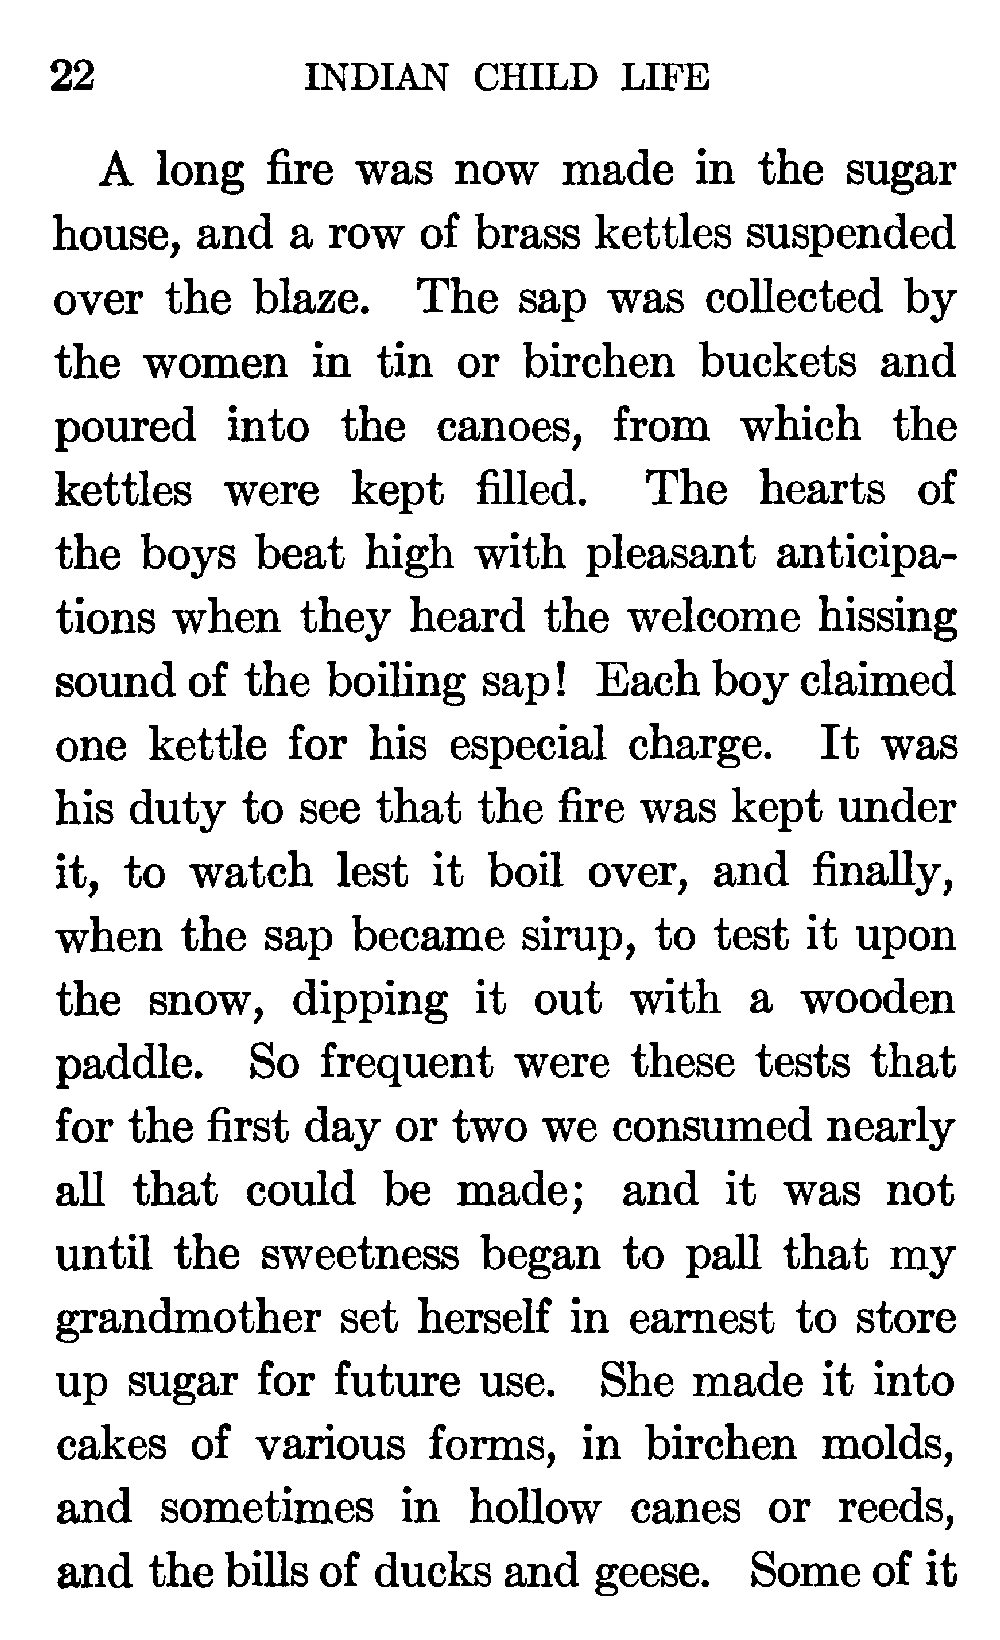 22 INDIAN CHILD LIFE
A long fire was now made in the sugar
house, and a row of brass kettles suspended
over the blaze. The sap was collected by
the women in tin or birchen buckets and
poured into the canoes, from which the
kettles were kept filled. The hearts of
the boys beat high with pleasant anticipa-
tions when they heard the welcome hissing
sound of the boiling sap! Each boy claimed
one kettle for his especial charge. It was
his duty to see that the fire was kept under
it, to watch lest it boil over, and finally,
when the sap became sirup, to test it upon
the snow, dipping it out with a wooden
paddle. So frequent were these tests that
for the first day or two we consumed nearly
all that could be made; and it was not
until the sweetness began to pall that my
grandmother set herself in earnest to store
up sugar for future use. She made it into
cakes of various forms, in birchen molds,
and sometimes in hollow canes or reeds,
and the bills of ducks and geese. Some of it